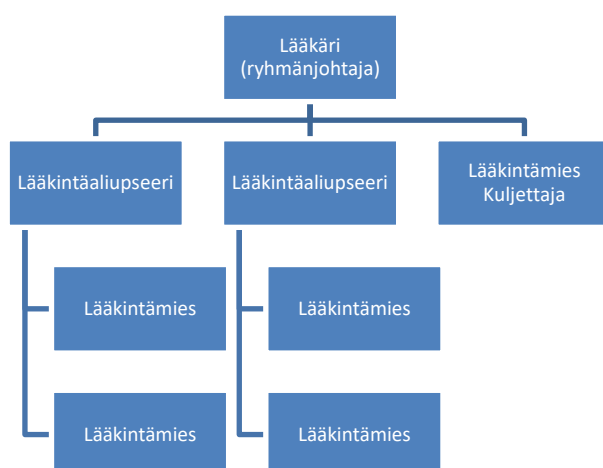 Lääkäri
(ryhmänjohtaja)
Lääkintäaliupseeri
Lääkintäaliupseeri
Lääkintämies
Kuljettaja
Lääkintämies
Lääkintämies
Lääkintämies
Lääkintämies